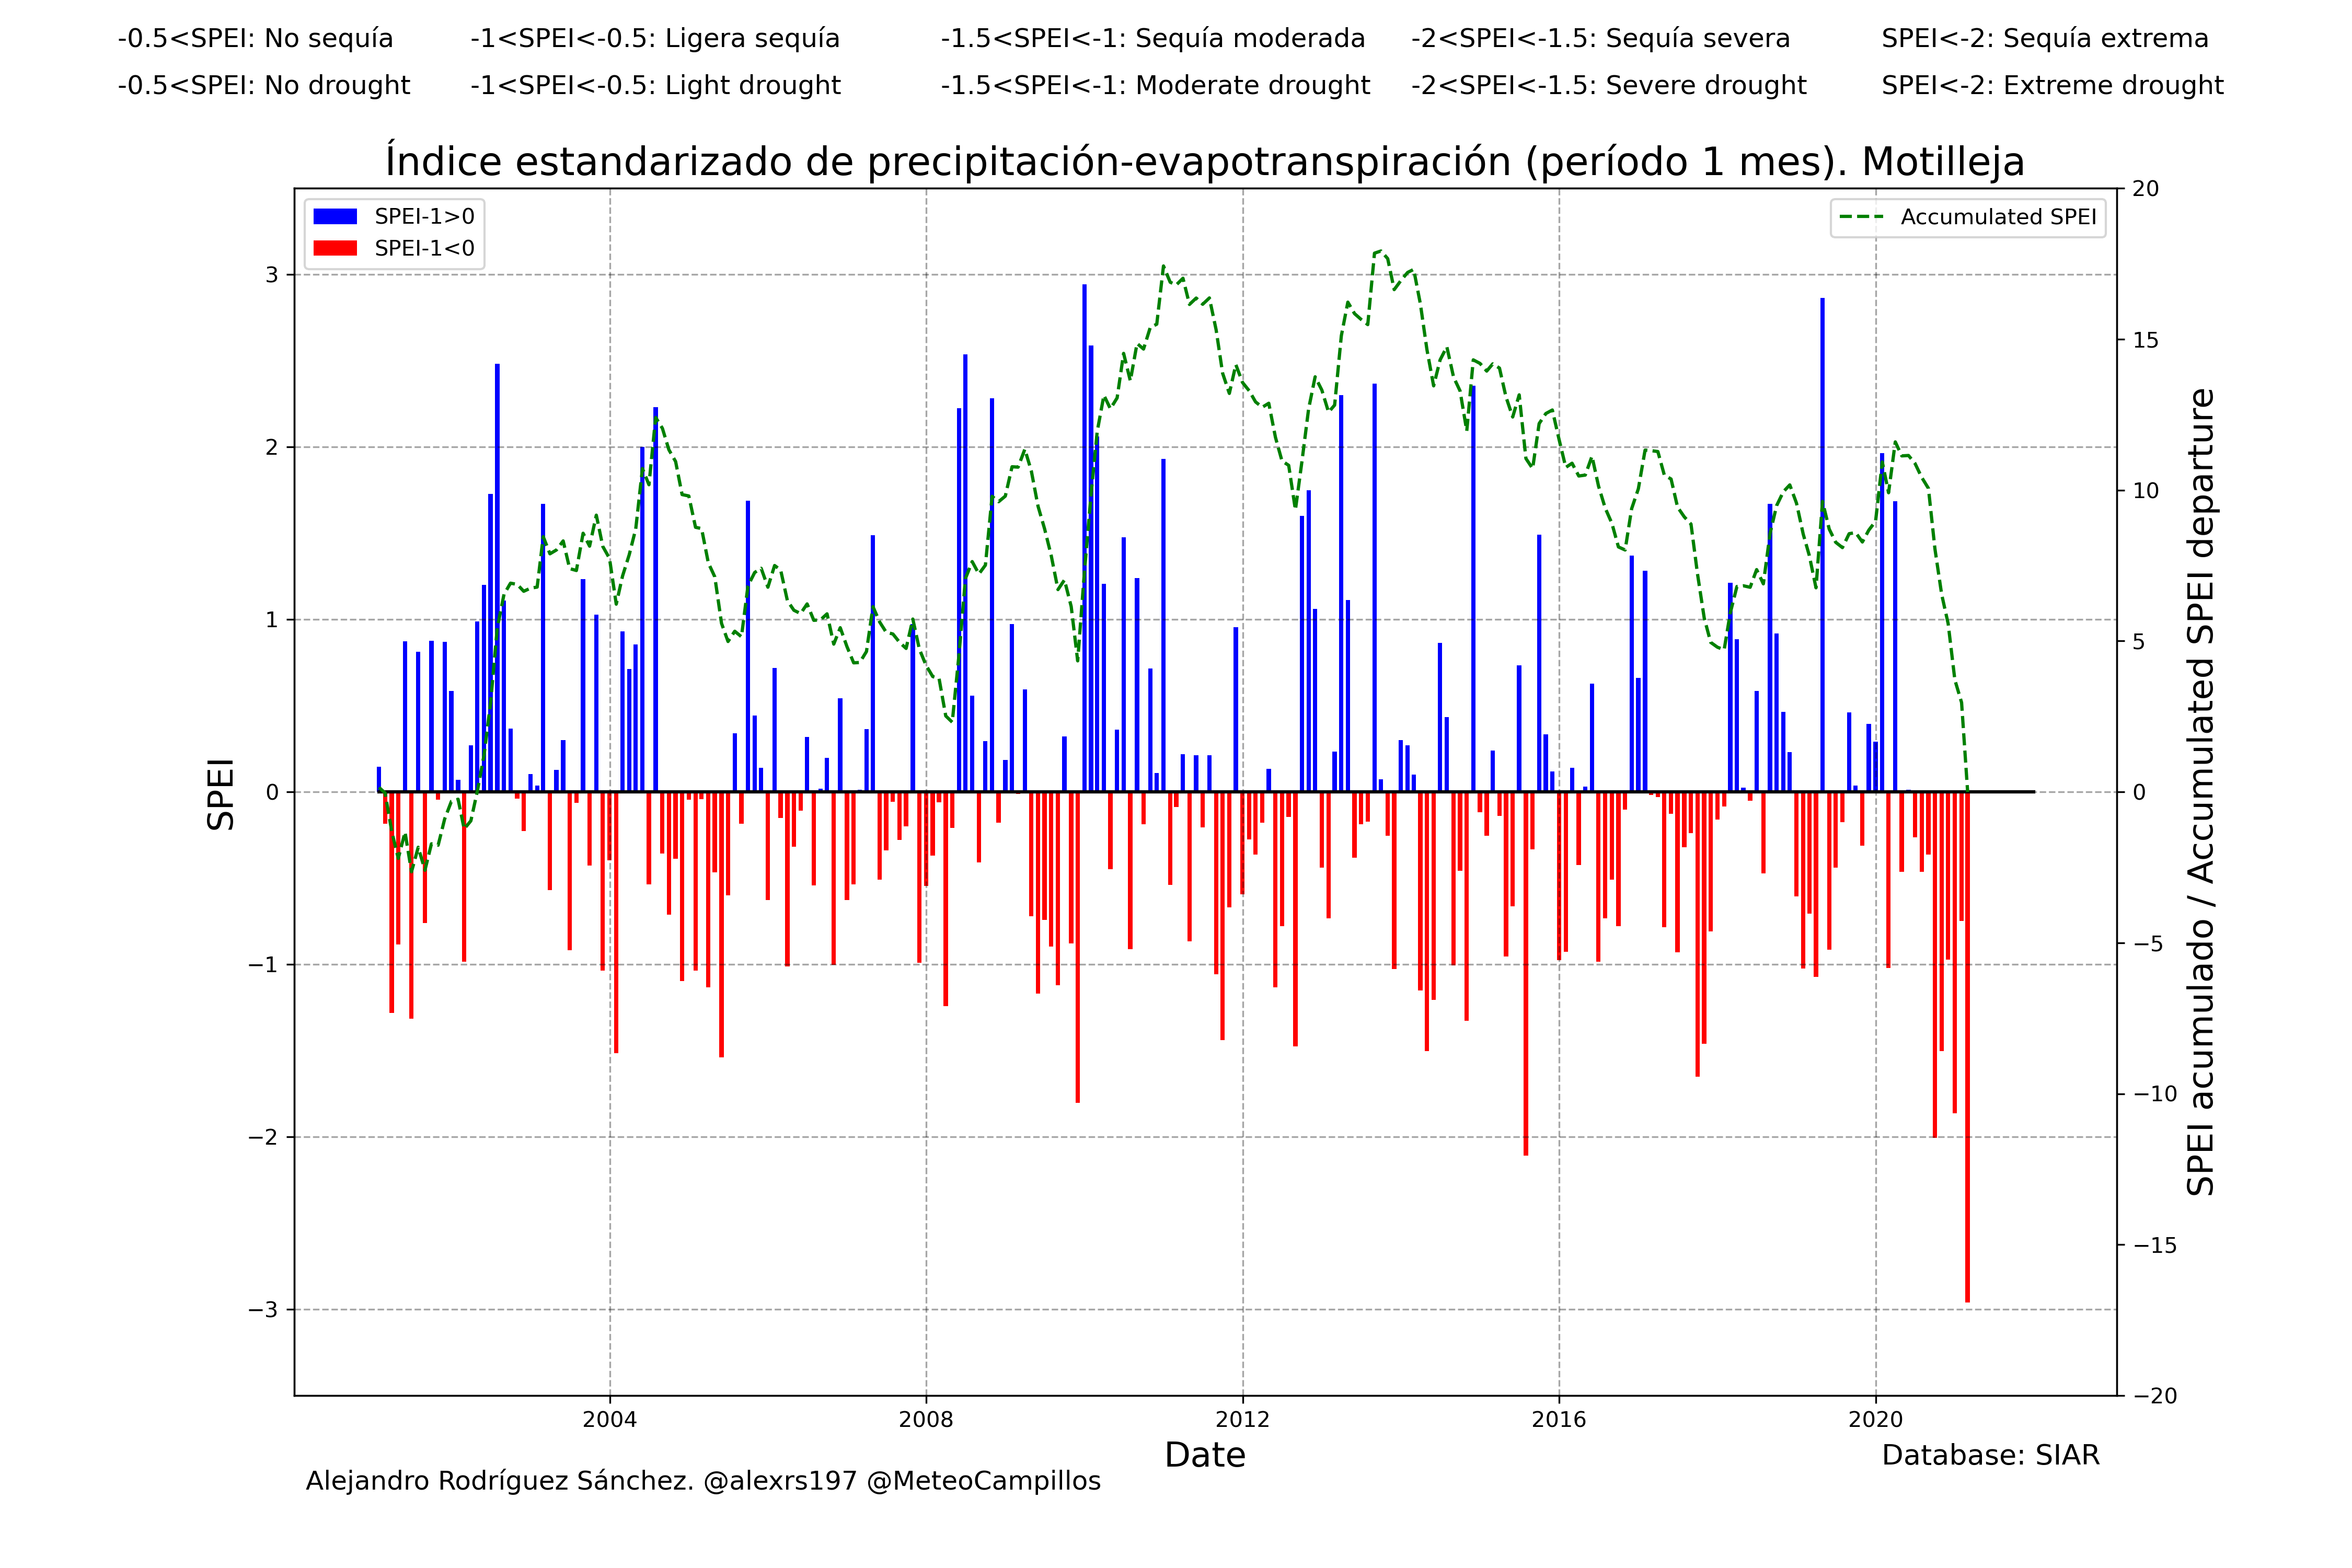 -0.5<SPEI: No sequía -1<SPEI<-0.5: Ligera sequía -1.5<SPEI<-1: Sequía moderada -2<SPEI<-1.5: Sequía severa SPEI<-2: Sequía extrema
-0.5<SPEI: No drought -1<SPEI<-0.5: Light drought -1.5<SPEI<-1: Moderate drought -2<SPEI<-1.5: Severe drought SPEI<-2: Extreme drought
Índice estandarizado de precipitación-evapotranspiración (período 1 mes). Motilleja
SPEI-1>0
SPEI-1<0
Accumulated SPEI
SPEI
3
2
1
0
−1
−2
−3
20
15
10
5
0
−5
−10
−15
−20
SPEI acumulado / Accumulated SPEI departure
2004 2008 2012 2016 2020
Date
Database: SIAR
Alejandro Rodríguez Sánchez. @alexrs197 @MeteoCampillos